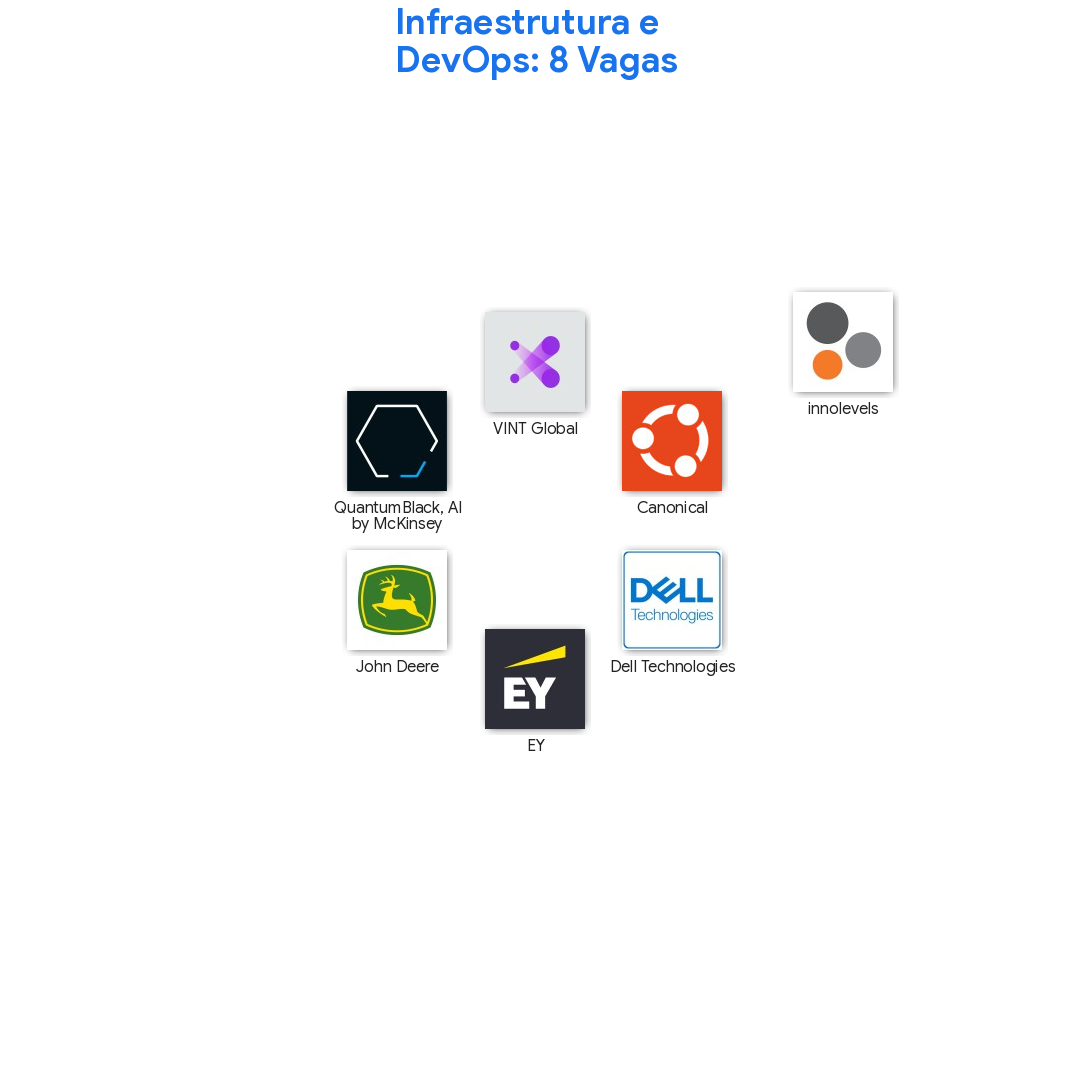 Infraestrutura e
DevOps: 8 Vagas
innolevels
VINT Global
QuantumBlack, AI
by McKinsey
Canonical
John Deere
DELL
Technologies
Dell Technologies
EY
EY